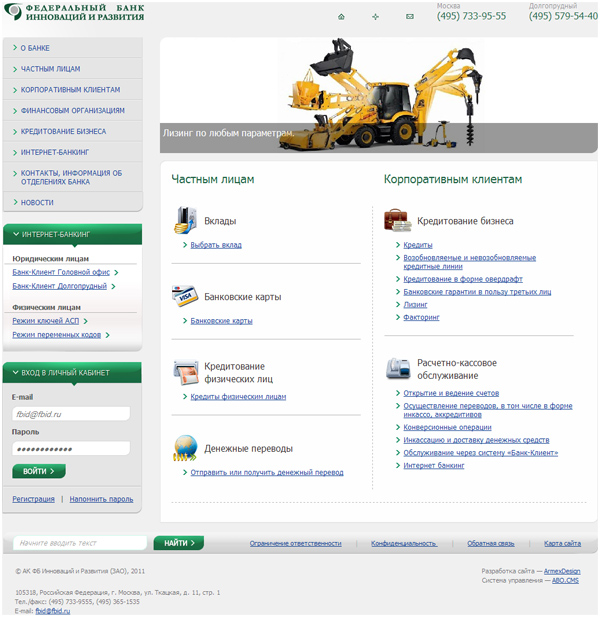 ФЕДЕРАЛЬНЫЙ БАНК
ИННОВАЦИЙ И РАЗВИТИЯ
Москва
(495) 733-95-55
Долгопрудный
(495) 579-54-40
О БАНКЕ
ЧАСТНЫМ ЛИЦАМ
КОРПОРАТИВНЫМ КЛИЕНТАМ
ФИНАНСОВЫМ ОРГАНИЗАЦИЯМ
КРЕДИТОВАНИЕ БИЗНЕСА
ИНТЕРНЕТ-БАНКИНГ
КОНТАКТЫ, ИНФОРМАЦИЯ ОБ
ОТДЕЛЕНИЯХ БАНКА
НОВОСТИ
ИНТЕРНЕТ-БАНКИНГ
Юридическим лицам
Банк-Клиент Головной офис
Банк-Клиент Долгопрудный
Физическим лицам
Режим ключей АСП
Режим переменных кодов
ВХОД В ЛИЧНЫЙ КАБИНЕТ
E-mail
fbid@fbid.ru
Пароль
••••••••••••
ВОЙТИ
Регистрация | Напомнить пароль
Лизинг по любым параметрам
Частным лицам
Вклады
Выбрать вклад
Банковские карты
VISA
Банковские карты
Кредитование
физических лиц
Кредиты физическим лицам
Денежные переводы
Отправить или получить денежный перевод
Корпоративным клиентам
Кредитование бизнеса
Кредиты
Возобновляемые и невозобновляемые
кредитные линии
Кредитование в форме овердрафт
Банковские гарантии в пользу третьих лиц
Лизинг
Факторинг
Расчетно-кассовое
обслуживание
Открытие и ведение счетов
Осуществление переводов, в том числе в форме
инкассо, аккредитивов
Конверсионные операции
Инкассацию и доставку денежных средств
Обслуживание через систему «Банк-Клиент»
Интернет банкинг
Начните вводить текст
НАЙТИ
Ограничение ответственности | Конфиденциальность | Обратная связь | Карта сайта
© АК ФБ Инноваций и Развития (ЗАО), 2011
Разработка сайта — ArmexDesign
Система управления — ABO.CMS
105318, Российская Федерация, г. Москва, ул. Ткацкая, д. 11, стр. 1
Тел./факс: (495) 733-9555, (495) 365-1535
E-mail: fbid@fbid.ru